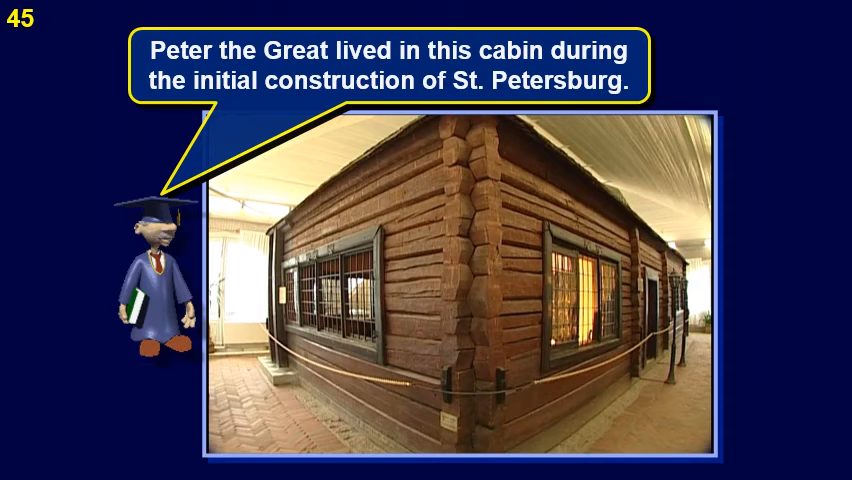 45
Peter the Great lived in this cabin during
the initial construction of St. Petersburg.